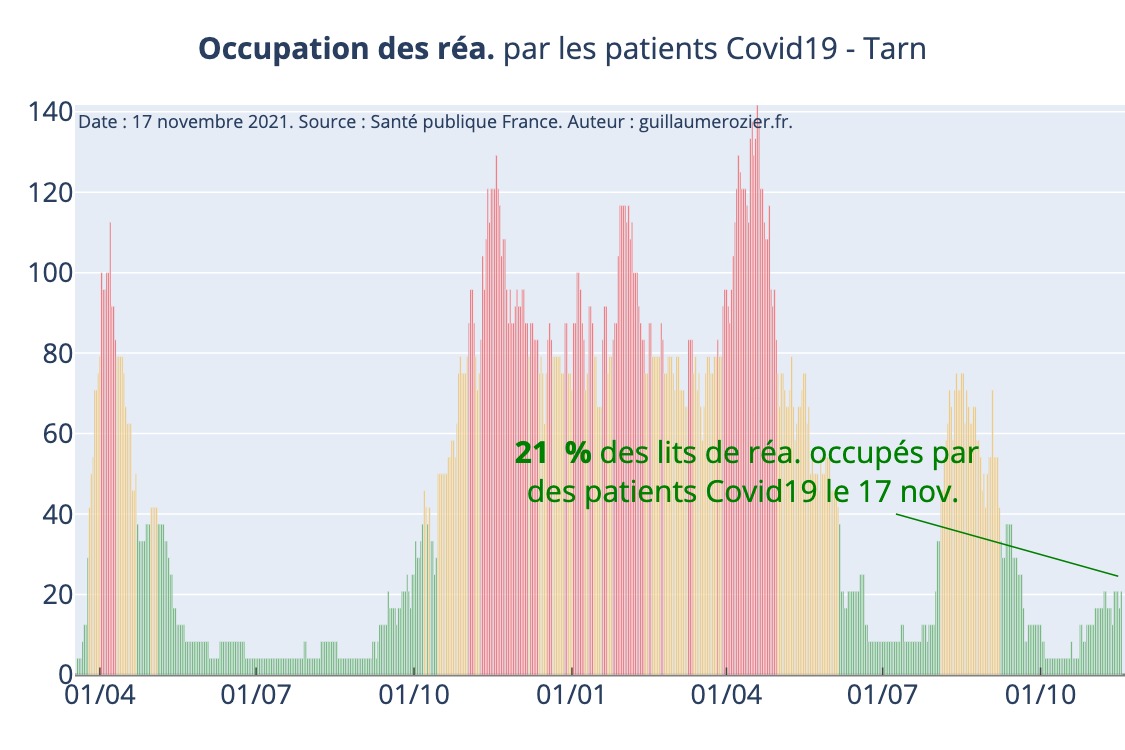 Occupation des réa. par les patients Covid19 - Tarn
140
Date : 17 novembre 2021. Source : Santé publique France. Auteur : guillaumerozier.fr.
120
100
80
60
21 % des lits de réa. occupés par
des patients Covid19 le 17 nov.
40
20
0
01/04 01/07 01/10 01/01 01/04 01/07 01/10